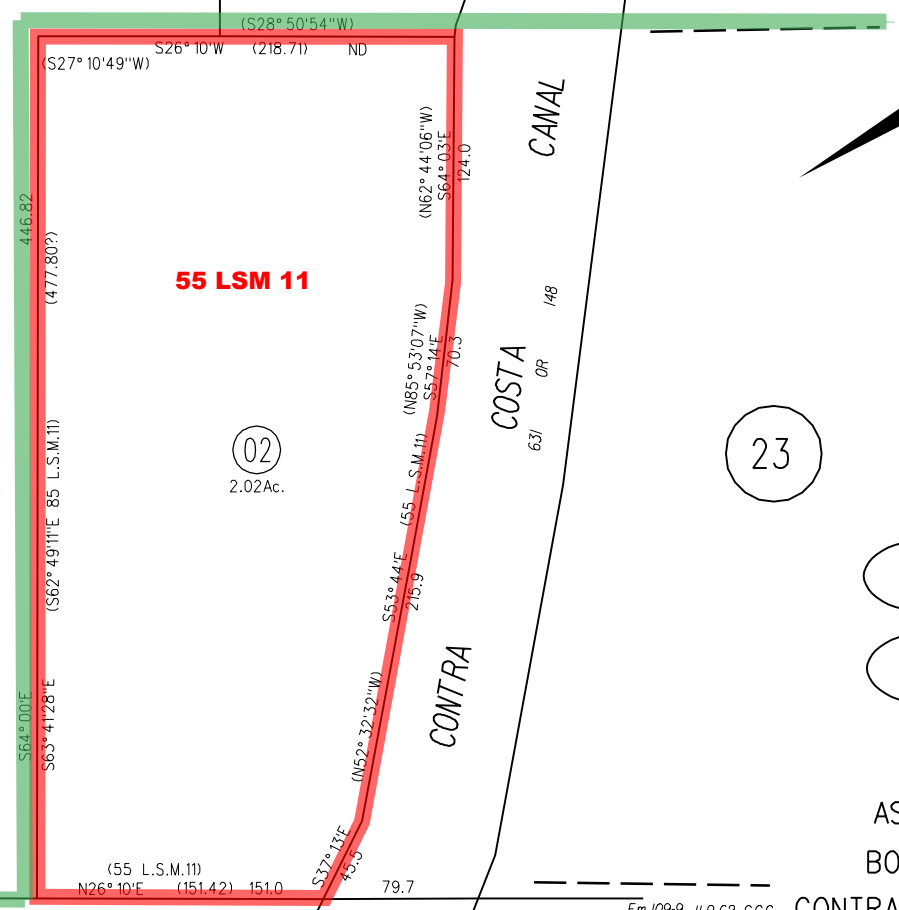 (S28°50'54"W)
S26°10'W (218.71) ND
(S27°10'49"W)
CANAL
(N62°44'06"W)
S64°03'E
124.0
446.82
(477.80?)
55 LSM 11
148
(N85°53'07"W)
S57°14'E
70.3
COSTA
OR
631
(55 L.S.M.11)
02
2.02Ac.
23
(S62°49'11"E 85 L.S.M.11)
S53°44'E
215.9
CONTRA
(N52°32'32"W)
S64°00'E
S63°41'28"E
S37°13'E
45.5
AS
BO
(55 L.S.M.11)
N26°10'E (151.42) 151.0
79.7
CONTRA